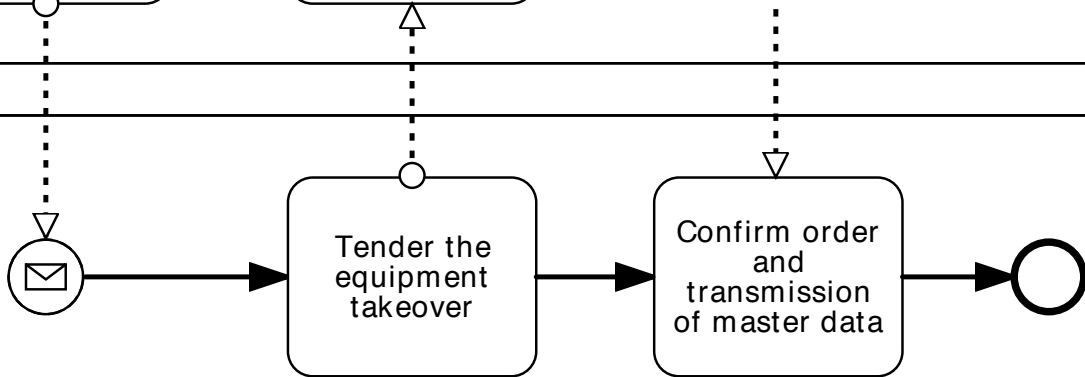 Tender the
equipment
takeover
Confirm order
and
transmission
of master data